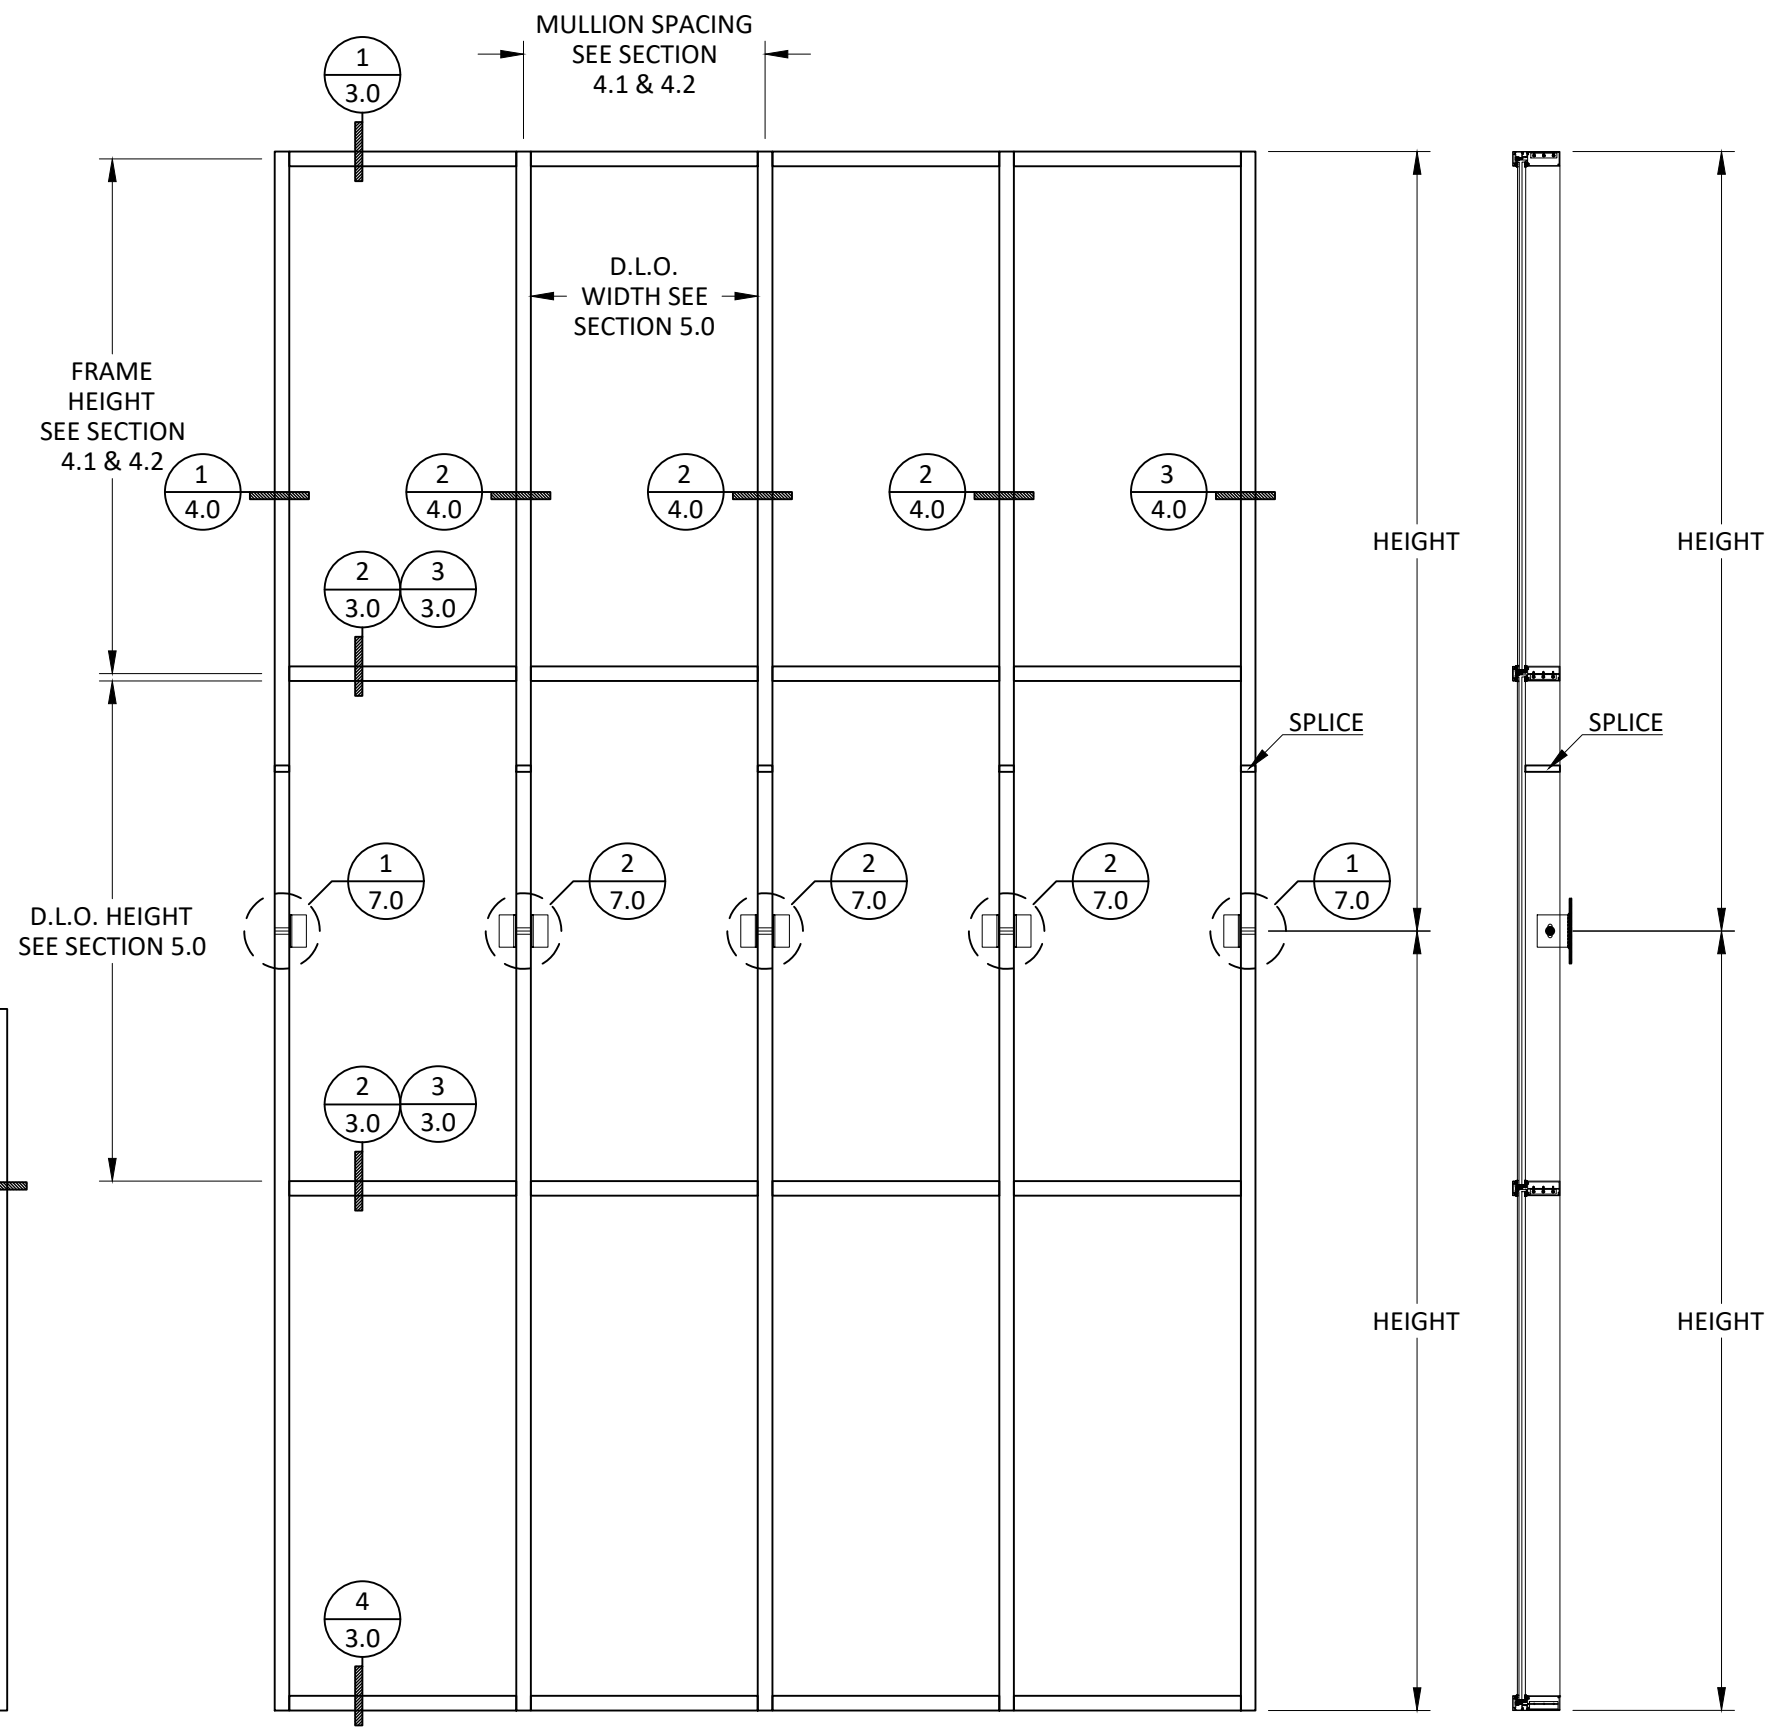 MULLION SPACING
SEE SECTION
4.1 & 4.2
1
3.0
D.L.O.
WIDTH SEE
SECTION 5.0
FRAME
HEIGHT
SEE SECTION
4.1 & 4.2
1
4.0
2
4.0
2
4.0
2
4.0
3
4.0
HEIGHT
HEIGHT
2
3.0
3
3.0
SPLICE
SPLICE
1
7.0
2
7.0
2
7.0
2
7.0
1
7.0
D.L.O. HEIGHT
SEE SECTION 5.0
2
3.0
3
3.0
HEIGHT
HEIGHT
4
3.0